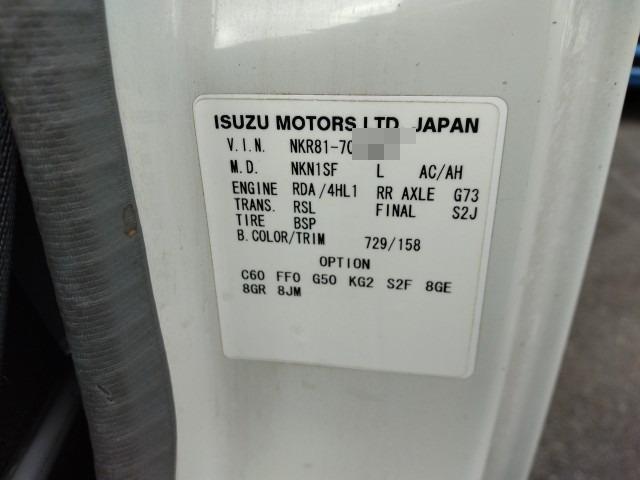 ISUZU MOTORS LTD. JAPAN
V.I.N. NKR81-70
M.D. NKN1SF L AC/AH
ENGINE RDA/4HL1 RR AXLE G73
TRANS. RSL FINAL S2J
TIRE BSP
B.COLOR/TRIM 729/158
OPTION
C60 FF0 G50 KG2 S2F 8GE
8GR 8JM